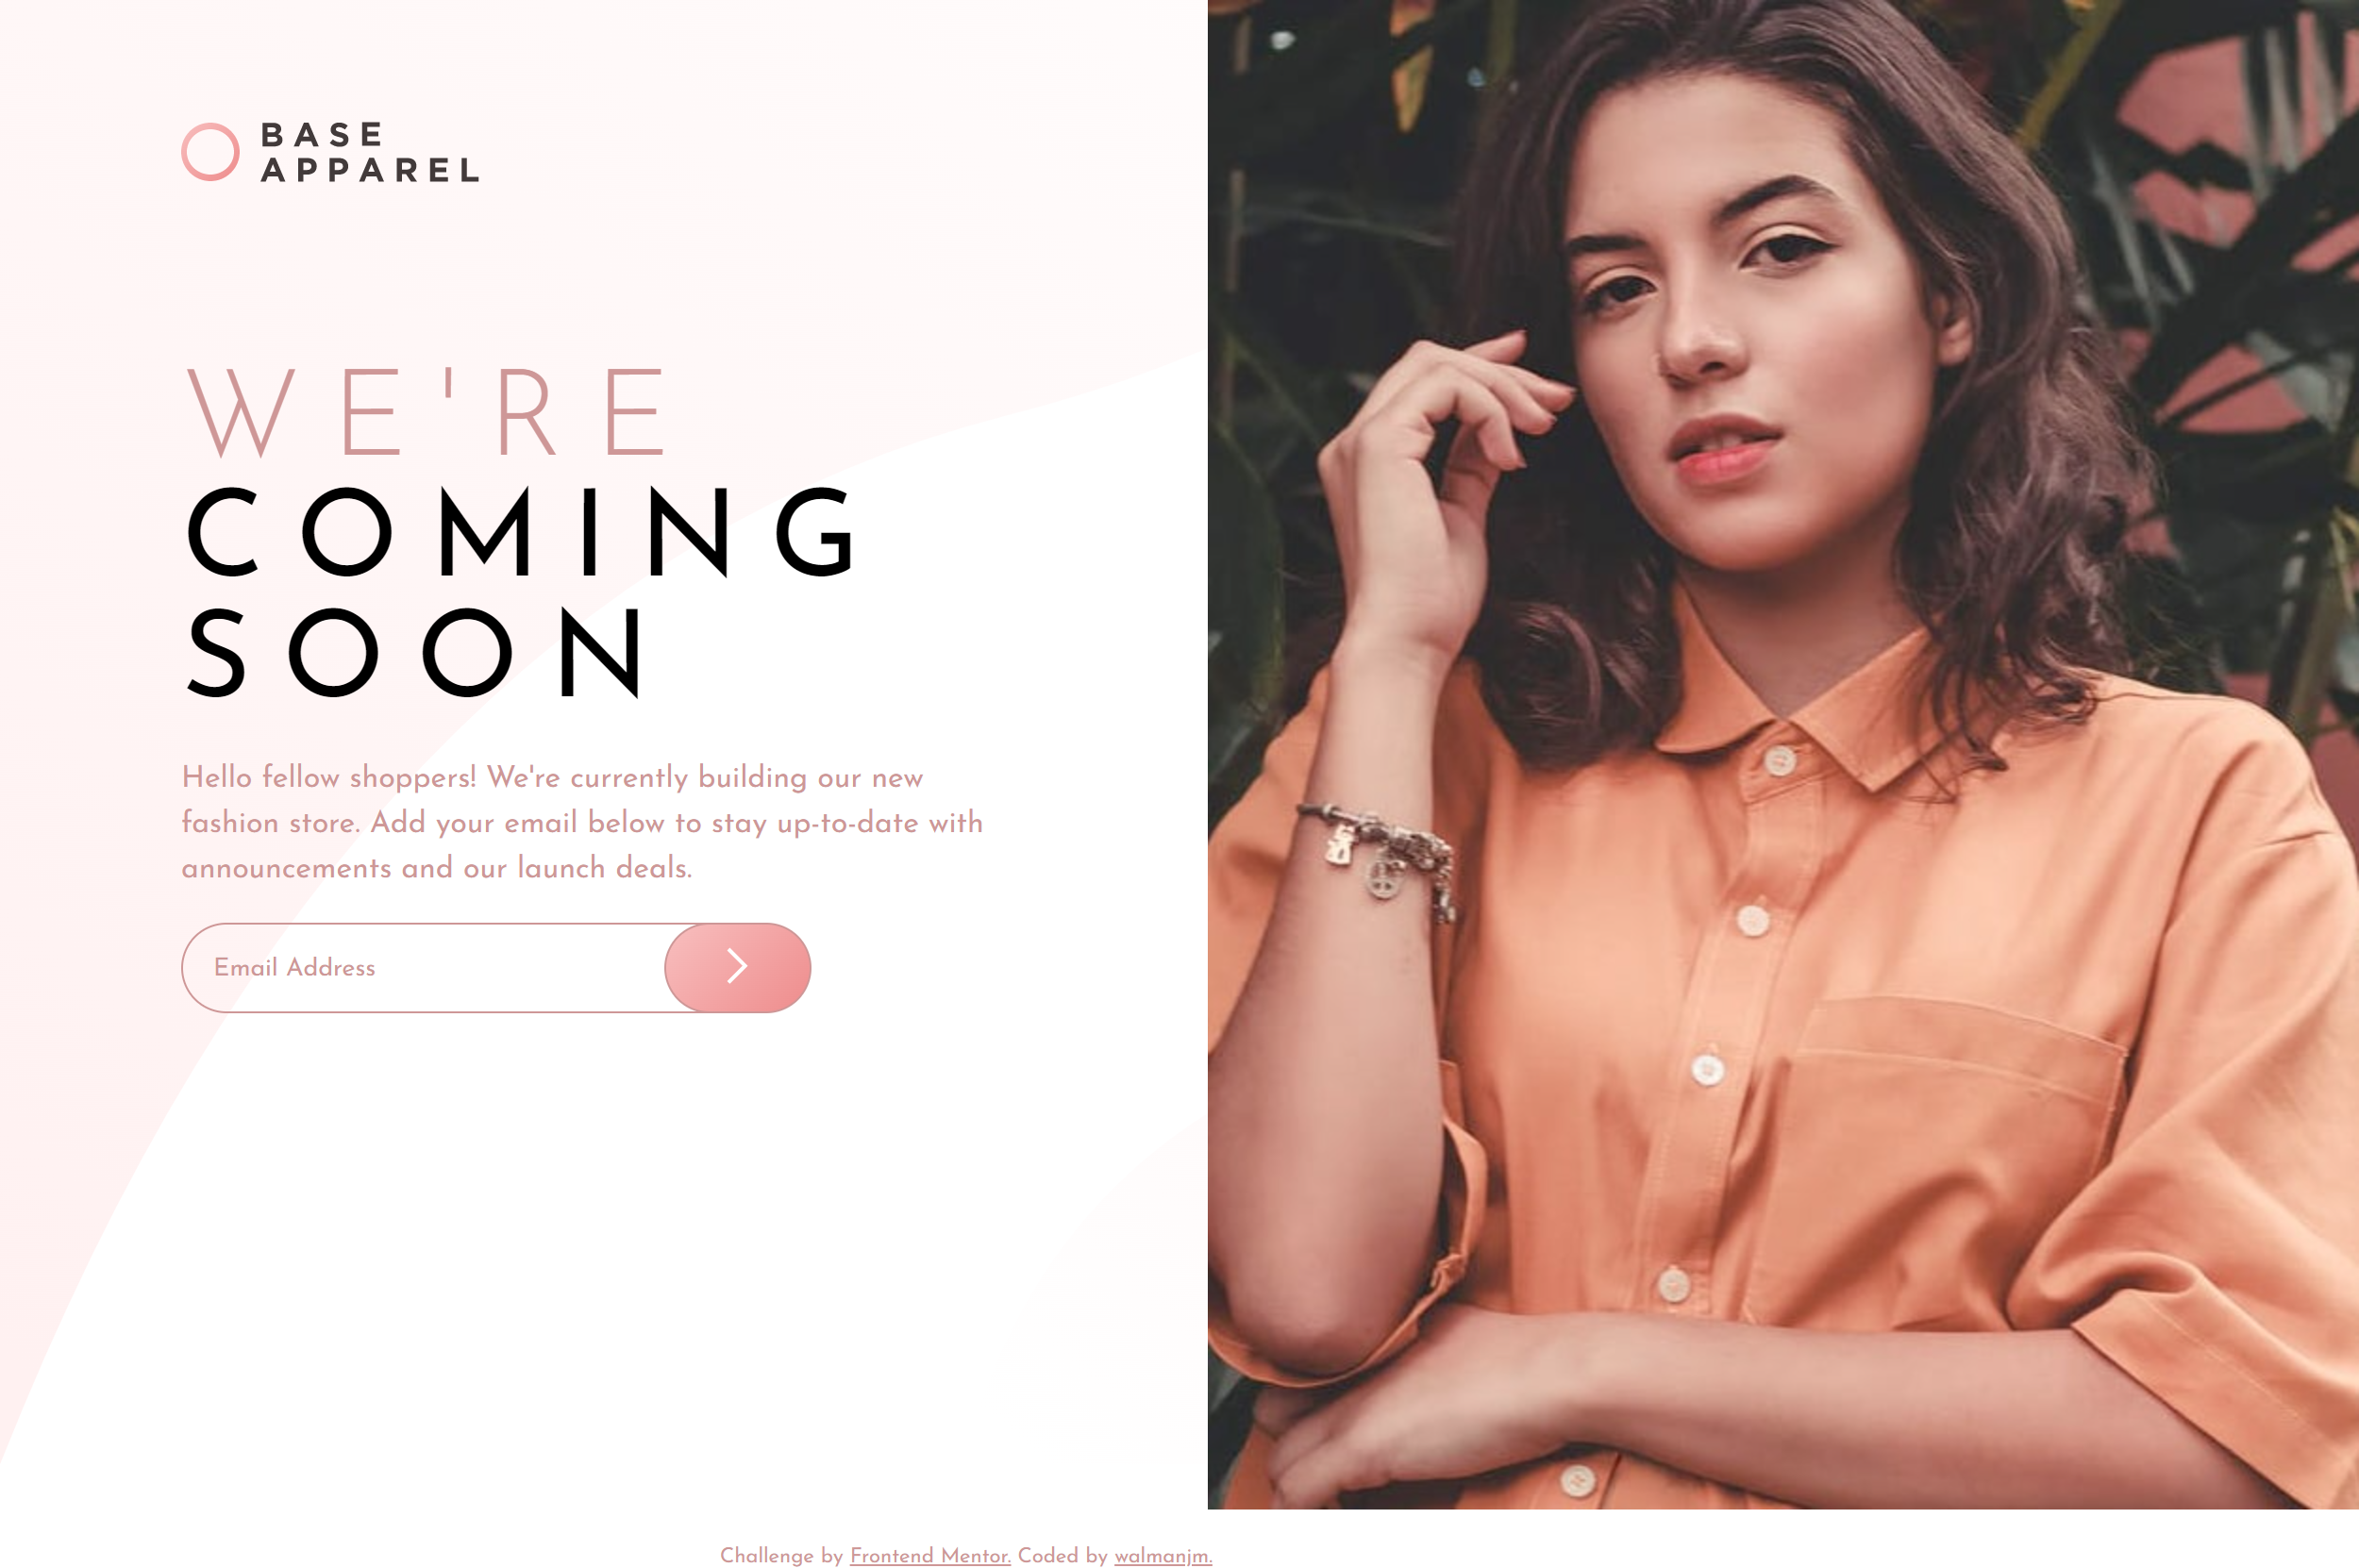 BASE
APPAREL
WE'RE
COMING
SOON
Hello fellow shoppers! We're currently building our new
fashion store. Add your email below to stay up-to-date with
announcements and our launch deals.
Email Address
Challenge by Frontend Mentor. Coded by walmanjm.